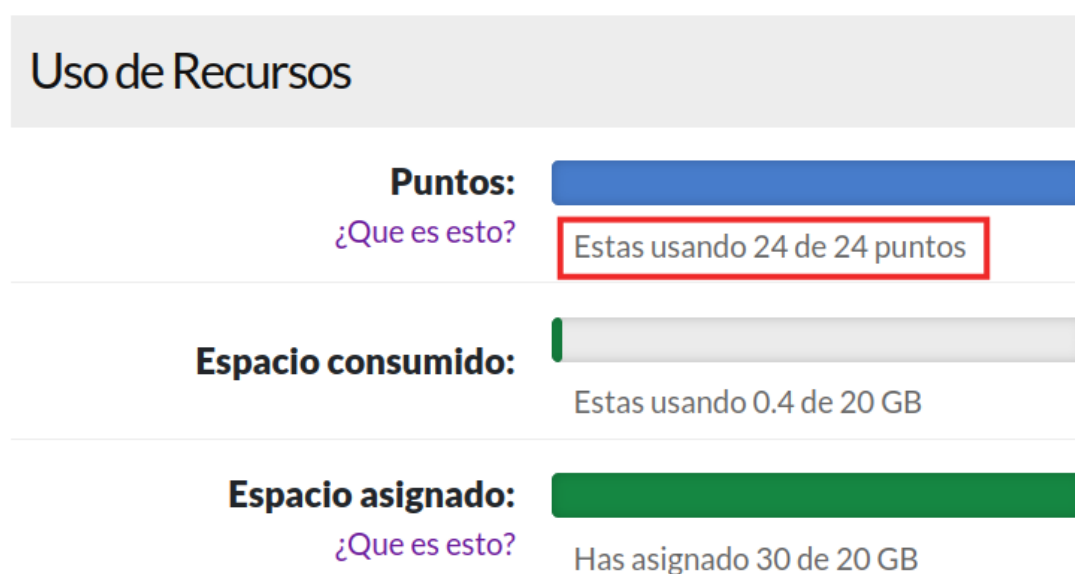 Uso de Recursos
Puntos:
¿Que es esto?
Estas usando 24 de 24 puntos
Espacio consumido:
Estas usando 0.4 de 20 GB
Espacio asignado:
¿Que es esto?
Has asignado 30 de 20 GB